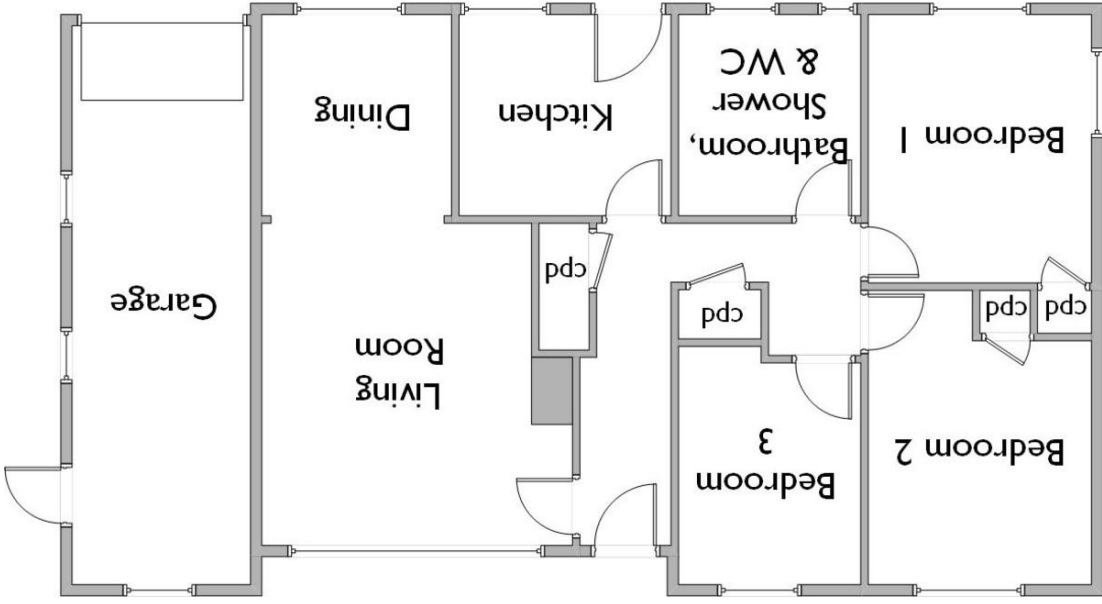 Bedroom 2
Bedroom
3
Living
Room
cpd
cpd
cpd
cpd
Garage
Bedroom 1
Bathroom,
Shower
& WC
Kitchen
Dining